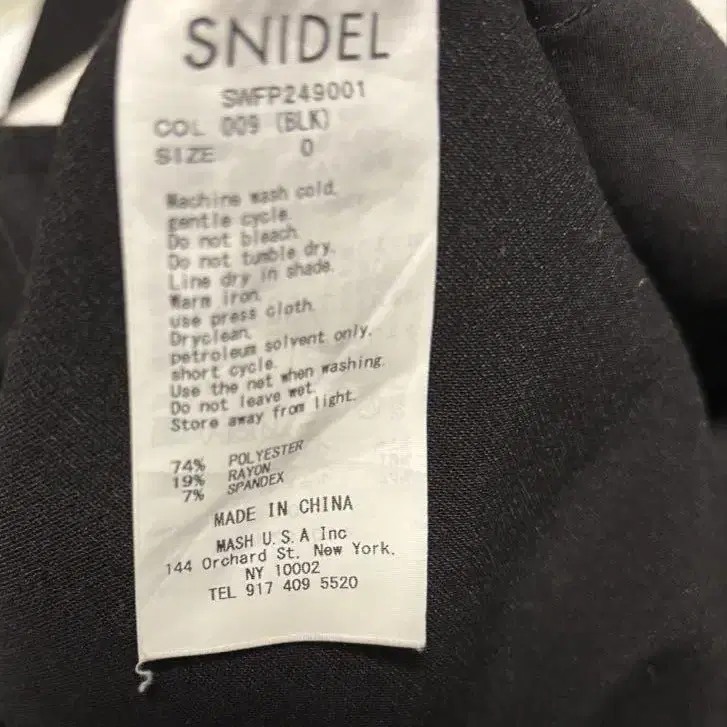 SNIDEL
SWFP249001
COL 009 (BLK)
SIZE 0
Machine wash cold,
gentle cycle.
Do not bleach.
Do not tumble dry.
Line dry in shade.
Warm iron,
use press cloth.
Dryclean,
petroleum solvent only,
short cycle.
Use the net when washing.
Do not leave wet.
Store away from light.
74% POLYESTER
19% RAYON
7% SPANDEX
MADE IN CHINA
MASH U.S.A Inc
144 Orchard St. New York,
NY 10002
TEL 917 409 5520